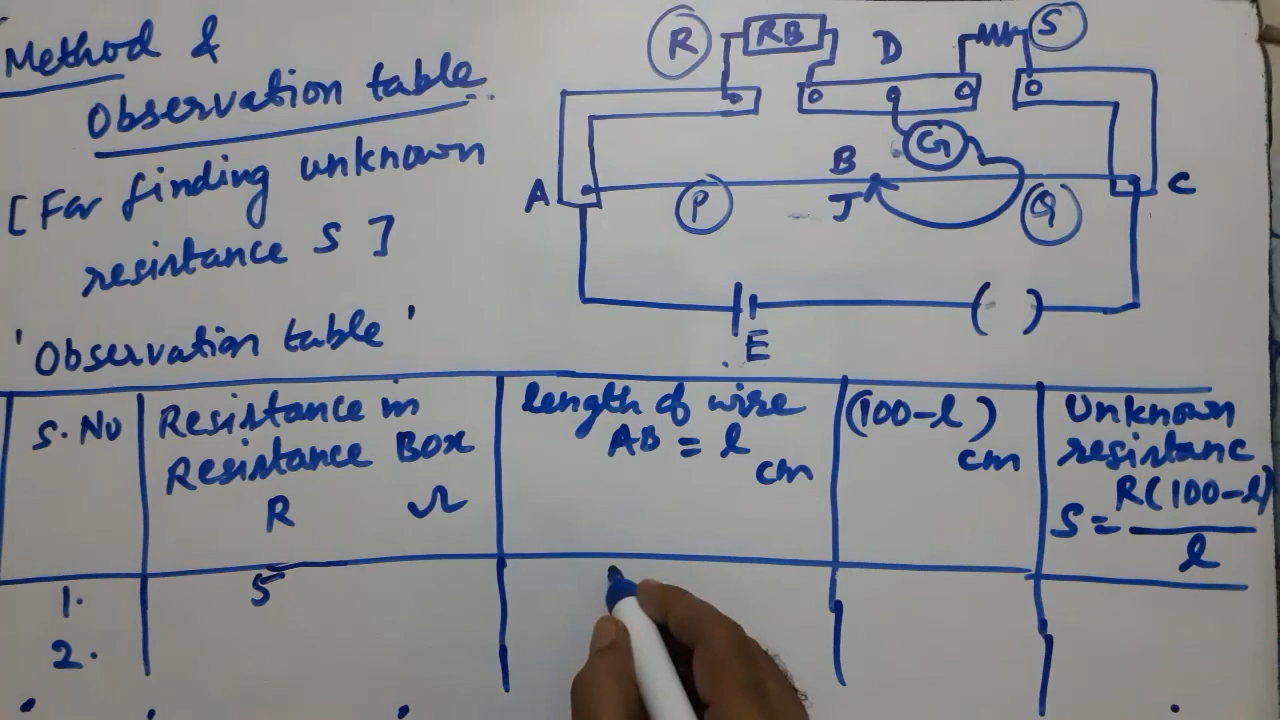 Method &
Observation table
[For finding unknown
resistance S]
'Observation table'
R
RB
D
S
G
A
B
J
C
P
Q
E
( )
S. No
Resistance in
Resistance Box
R Ω
length of wire
AB = l
cm
(100-l)
cm
Unknown
resistanc
S = R(100-l)
l
1.
5
2.